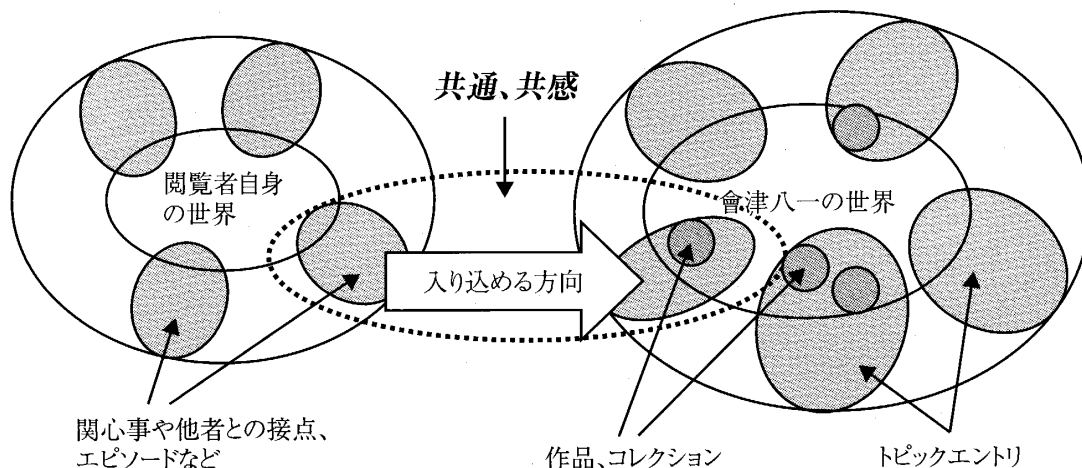 共通、共感
閲覧者自身
の世界
會津八一の世界
入り込める方向
関心事や他者との接点、
エピソードなど
作品、コレクション
トピックエントリ